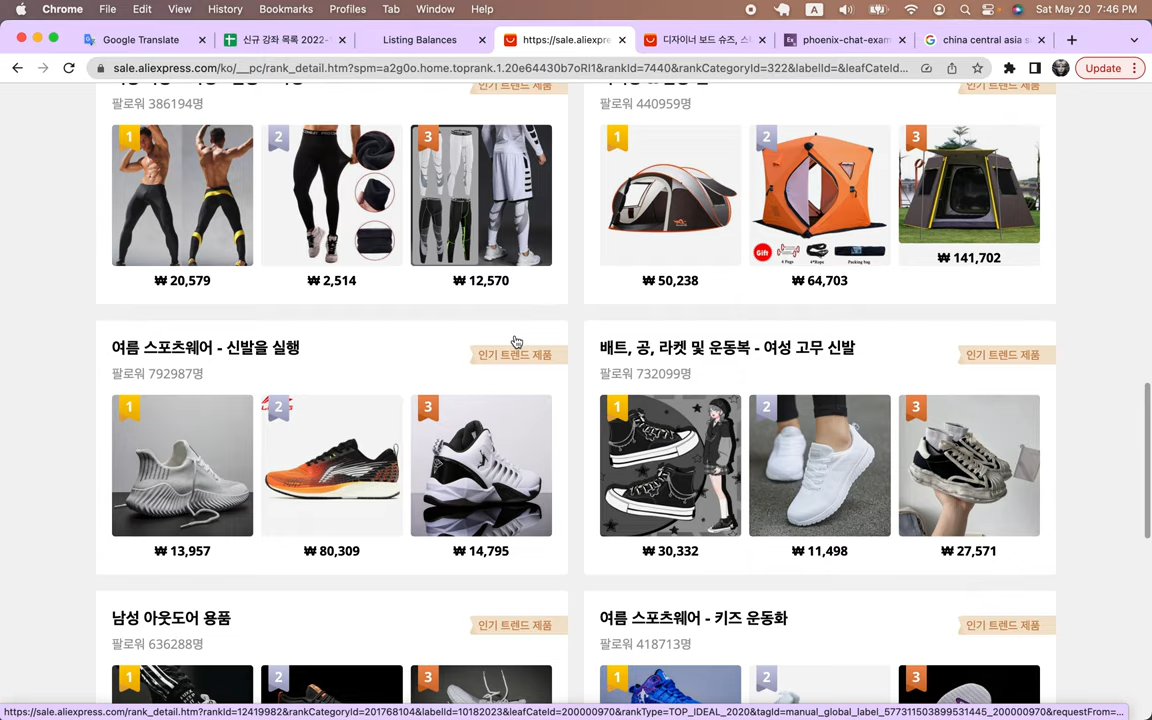 Chrome File Edit View History Bookmarks Profiles Tab Window Help
A
Sat May 20 7:46 PM
Google Translate
신규 강좌 목록 2022-
Listing Balances
https://sale.aliexpre
디자이너 보드 슈즈, 스
Ex
phoenix-chat-exam
china central asia s
sale.aliexpress.com/ko/__pc/rank_detail.htm?spm=a2g0o.home.toprank.1.20e64430b7oRI1&rankId=7440&rankCategoryId=322&labelId=&leafCateId...
Update
인기 트렌드 제품
인기 트렌드 제품
팔로워 386194명
팔로워 440959명
1
2
3
1
2
3
Gift
4 Pegs
4*Rope
Packing bag
₩ 20,579
₩ 2,514
₩ 12,570
₩ 50,238
₩ 64,703
₩ 141,702
여름 스포츠웨어 - 신발을 실행
인기 트렌드 제품
배트, 공, 라켓 및 운동복 - 여성 고무 신발
인기 트렌드 제품
팔로워 792987명
팔로워 732099명
1
2
3
1
2
3
₩ 13,957
₩ 80,309
₩ 14,795
₩ 30,332
₩ 11,498
₩ 27,571
남성 아웃도어 용품
인기 트렌드 제품
여름 스포츠웨어 - 키즈 운동화
인기 트렌드 제품
팔로워 636288명
팔로워 418713명
1
2
3
1
2
3
https://sale.aliexpress.com/rank_detail.htm?rankId=12419982&rankCategoryId=201768104&labelId=10182023&leafCateId=200000970&rankType=TOP_IDEAL_2020&tagId=manual_global_label_577311503899531445_200000970&requestFrom=...